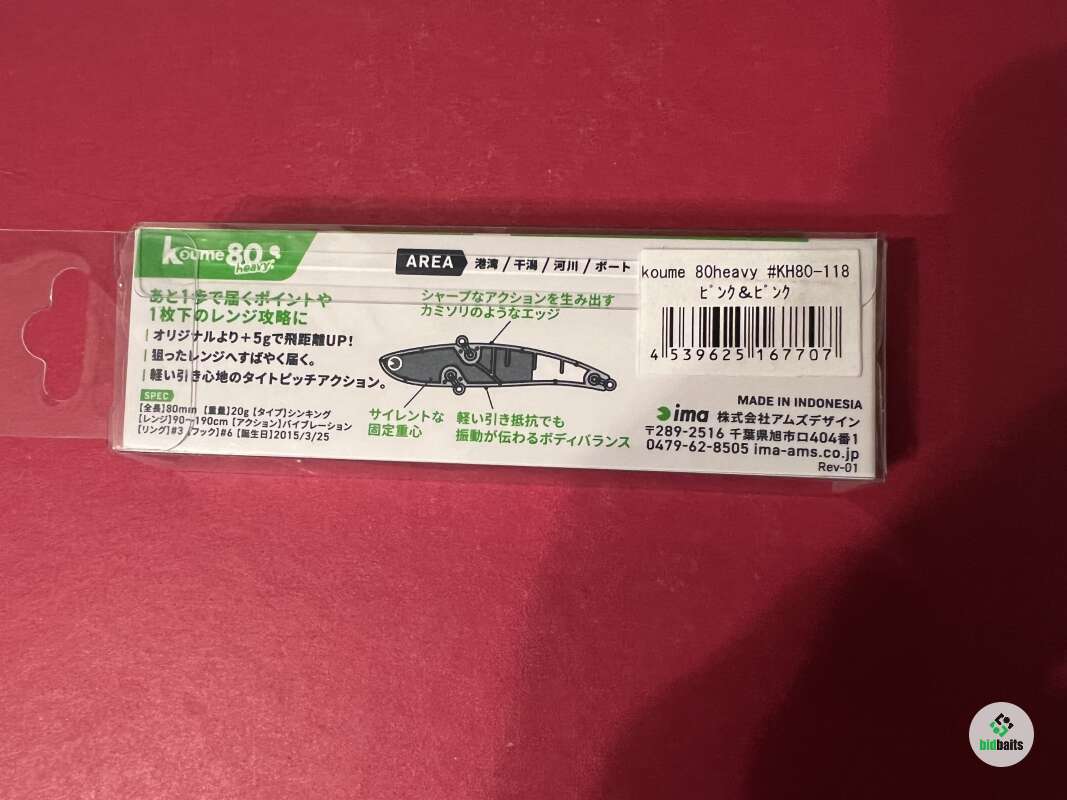 koume 80
heavy
AREA 港湾 / 干潟 / 河川 / ボート
あと1歩で届くポイントや
1枚下のレンジ攻略に
オリジナルより+5gで飛距離UP!
狙ったレンジへすばやく届く。
軽い引き心地のタイトピッチアクション。
SPEC
【全長】80mm 【重量】20g 【タイプ】シンキング
【レンジ】90〜190cm 【アクション】バイブレーション
【リング】#3 【フック】#6 【誕生日】2015/3/25
シャープなアクションを生み出す
カミソリのようなエッジ
サイレントな
固定重心
軽い引き抵抗でも
振動が伝わるボディバランス
koume 80heavy #KH80-118
ピンク&ピンク
4 539625 167707
MADE IN INDONESIA
ima 株式会社アムズデザイン
〒289-2516 千葉県旭市ロ404番1
0479-62-8505 ima-ams.co.jp
Rev-01
bidbaits